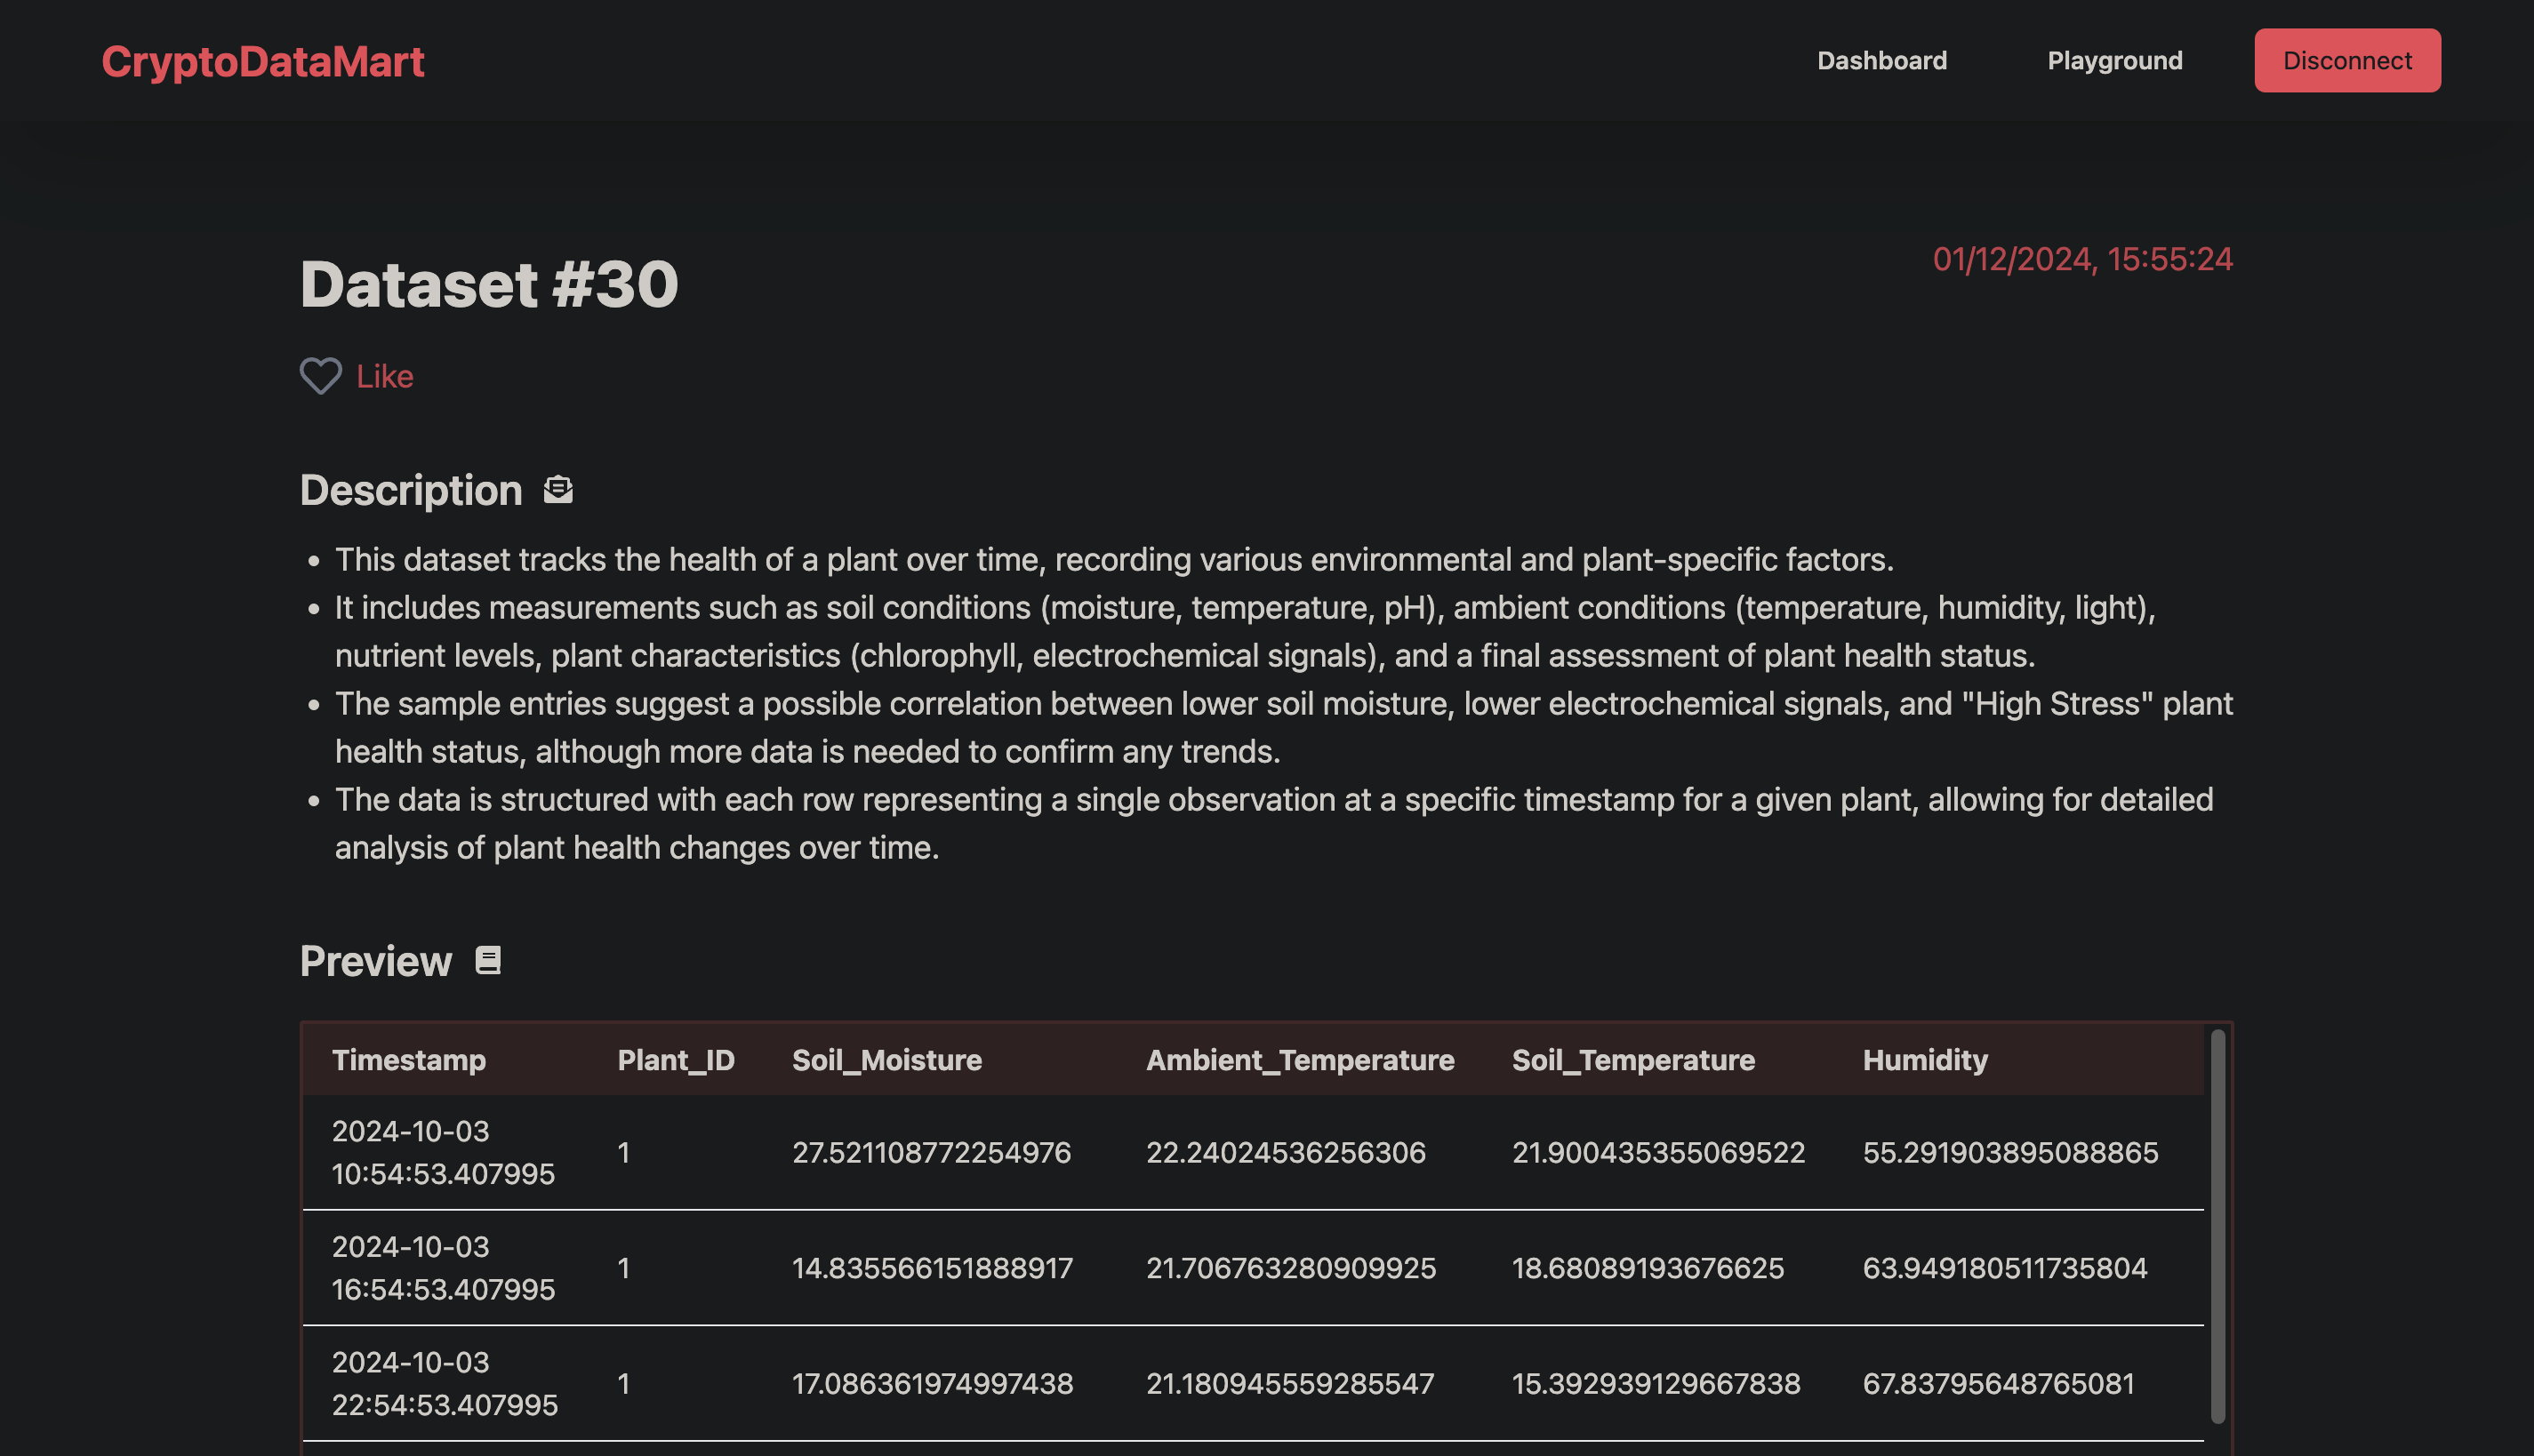 CryptoDataMart
Dashboard
Playground
Disconnect
Dataset #30
01/12/2024, 15:55:24
Like
Description
• This dataset tracks the health of a plant over time, recording various environmental and plant-specific factors.
• It includes measurements such as soil conditions (moisture, temperature, pH), ambient conditions (temperature, humidity, light),
nutrient levels, plant characteristics (chlorophyll, electrochemical signals), and a final assessment of plant health status.
• The sample entries suggest a possible correlation between lower soil moisture, lower electrochemical signals, and "High Stress" plant
health status, although more data is needed to confirm any trends.
• The data is structured with each row representing a single observation at a specific timestamp for a given plant, allowing for detailed
analysis of plant health changes over time.
Preview
Timestamp Plant_ID Soil_Moisture Ambient_Temperature Soil_Temperature Humidity
2024-10-03
10:54:53.407995 1 27.521108772254976 22.24024536256306 21.900435355069522 55.291903895088865
2024-10-03
16:54:53.407995 1 14.835566151888917 21.706763280909925 18.68089193676625 63.949180511735804
2024-10-03
22:54:53.407995 1 17.086361974997438 21.180945559285547 15.392939129667838 67.83795648765081